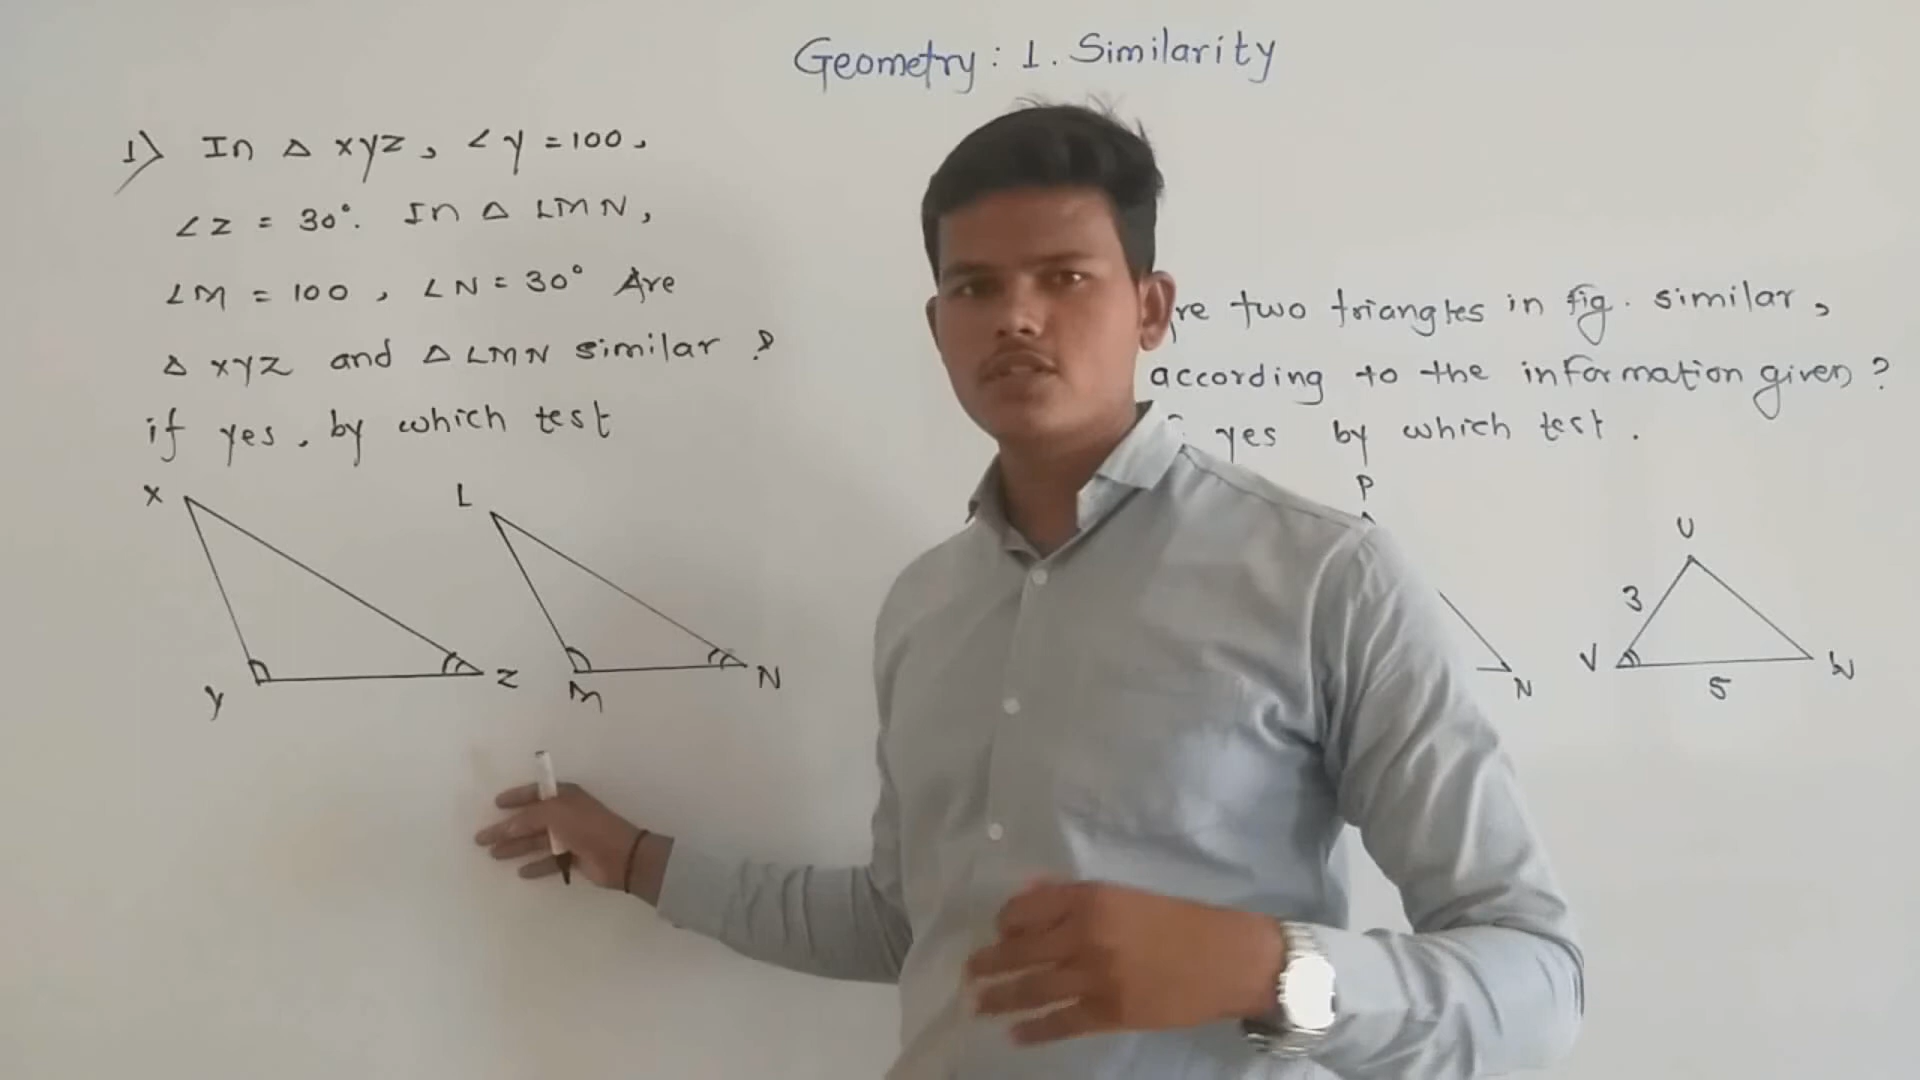 Geometry: 1. Similarity
1) In Δ XYZ, ∠Y = 100,
∠Z = 30°. In Δ LMN,
∠M = 100, ∠N = 30° Are
Δ XYZ and Δ LMN similar ?
if yes, by which test
X
L
Y
Z
M
N
two triangles in fig. similar,
according to the information given ?
yes by which test.
P
U
3
N
V
5
W